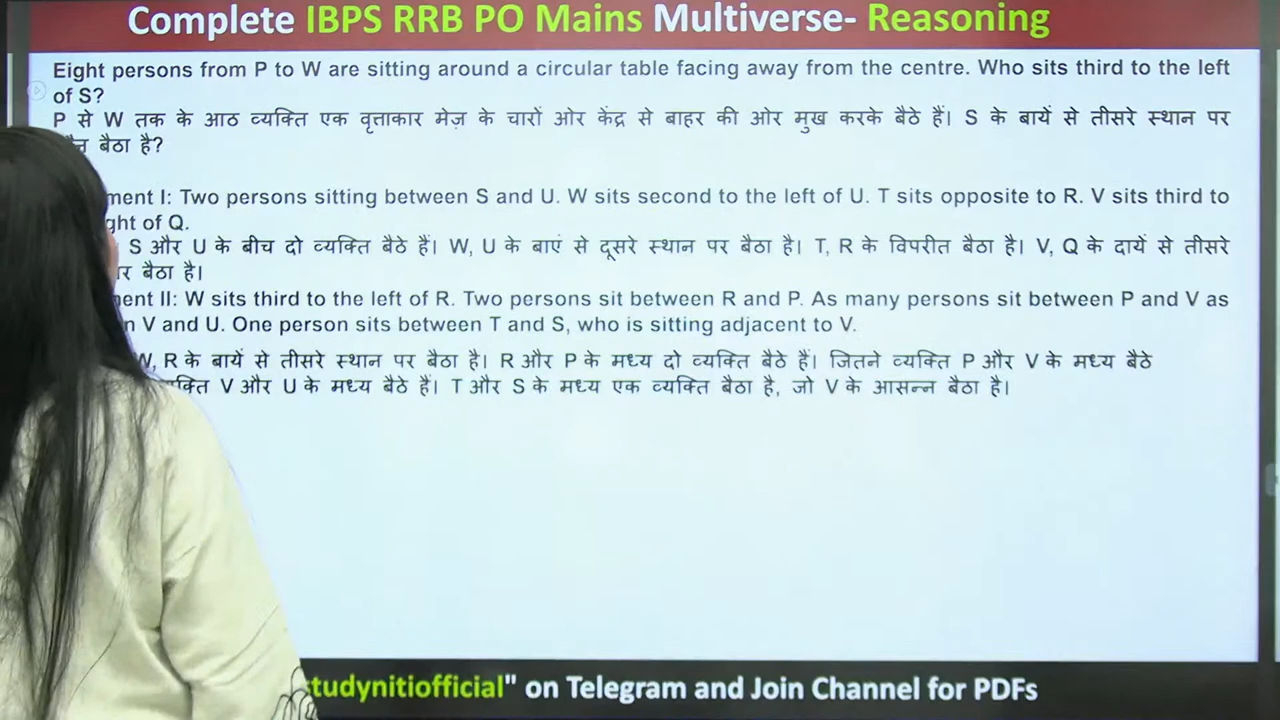 Complete IBPS RRB PO Mains Multiverse- Reasoning
Eight persons from P to W are sitting around a circular table facing away from the centre. Who sits third to the left
of S?
P से W तक के आठ व्यक्ति एक वृत्ताकार मेज़ के चारों ओर केंद्र से बाहर की ओर मुख करके बैठे हैं। S के बायें से तीसरे स्थान पर
बैठा है?
I: Two persons sitting between S and U. W sits second to the left of U. T sits opposite to R. V sits third to
of Q.
S और U के बीच दो व्यक्ति बैठे हैं। W, U के बाएं से दूसरे स्थान पर बैठा है। T, R के विपरीत बैठा है। V, Q के दायें से तीसरे
बैठा है।
II: W sits third to the left of R. Two persons sit between R and P. As many persons sit between P and V as
V and U. One person sits between T and S, who is sitting adjacent to V.
W, R के बायें से तीसरे स्थान पर बैठा है। R और P के मध्य दो व्यक्ति बैठे हैं। जितने व्यक्ति P और V के मध्य बैठे
V और U के मध्य बैठे हैं। T और S के मध्य एक व्यक्ति बैठा है, जो V के आसन्न बैठा है।
studynitiofficial" on Telegram and Join Channel for PDFs